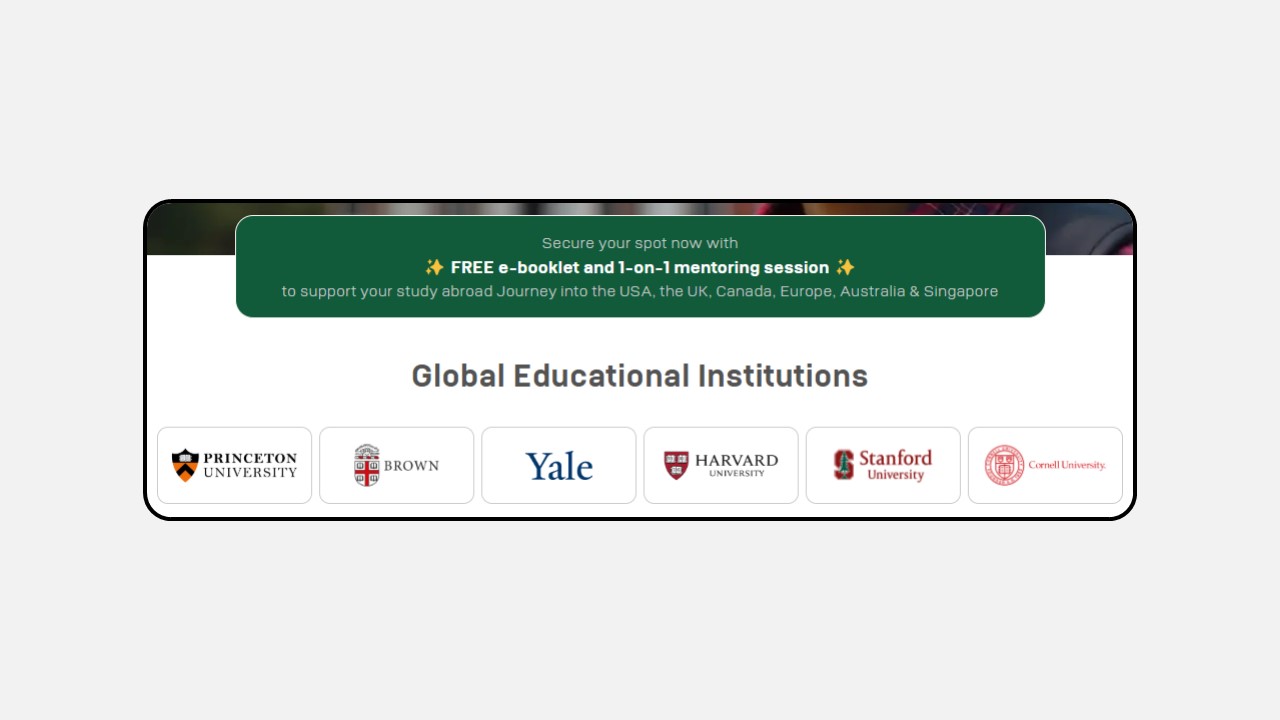 Secure your spot now with
✨ FREE e-booklet and 1-on-1 mentoring session ✨
to support your study abroad Journey into the USA, the UK, Canada, Europe, Australia & Singapore
Global Educational Institutions
PRINCETON
UNIVERSITY
BROWN
Yale
HARVARD
UNIVERSITY
Stanford
University
Cornell University.